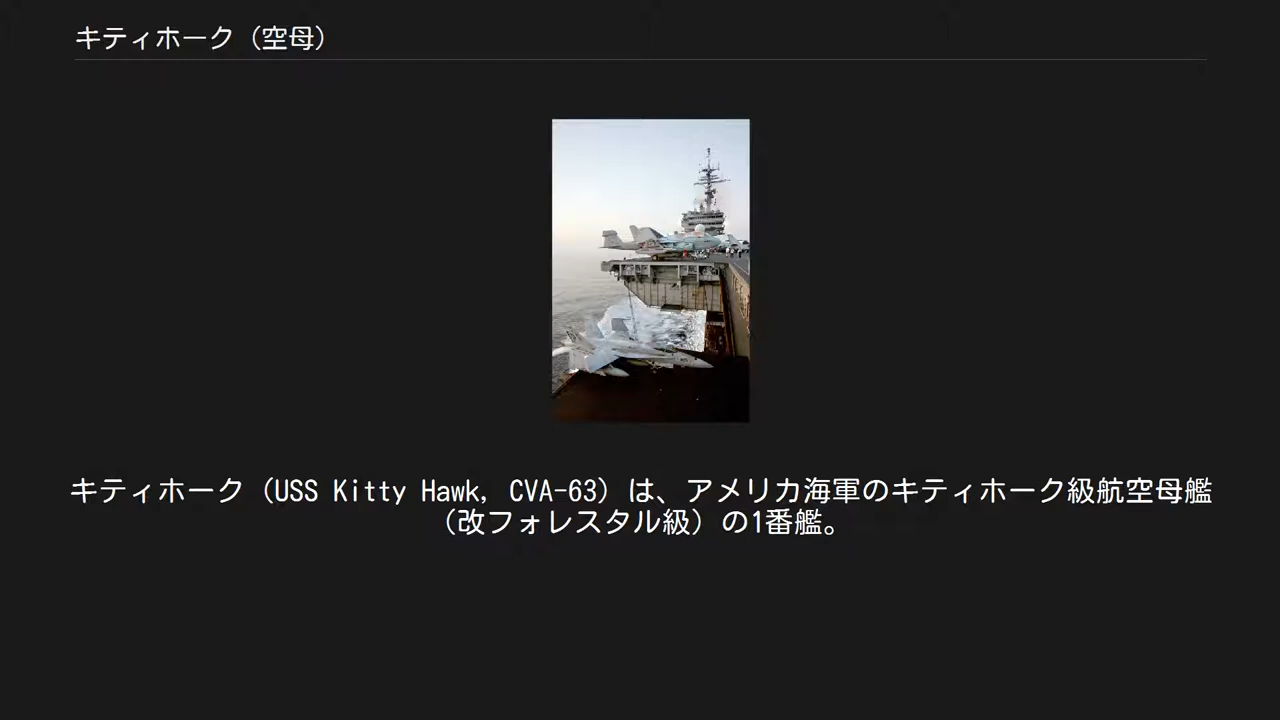 キティホーク（空母）
キティホーク（USS Kitty Hawk, CVA-63）は、アメリカ海軍のキティホーク級航空母艦
（改フォレスタル級）の1番艦。